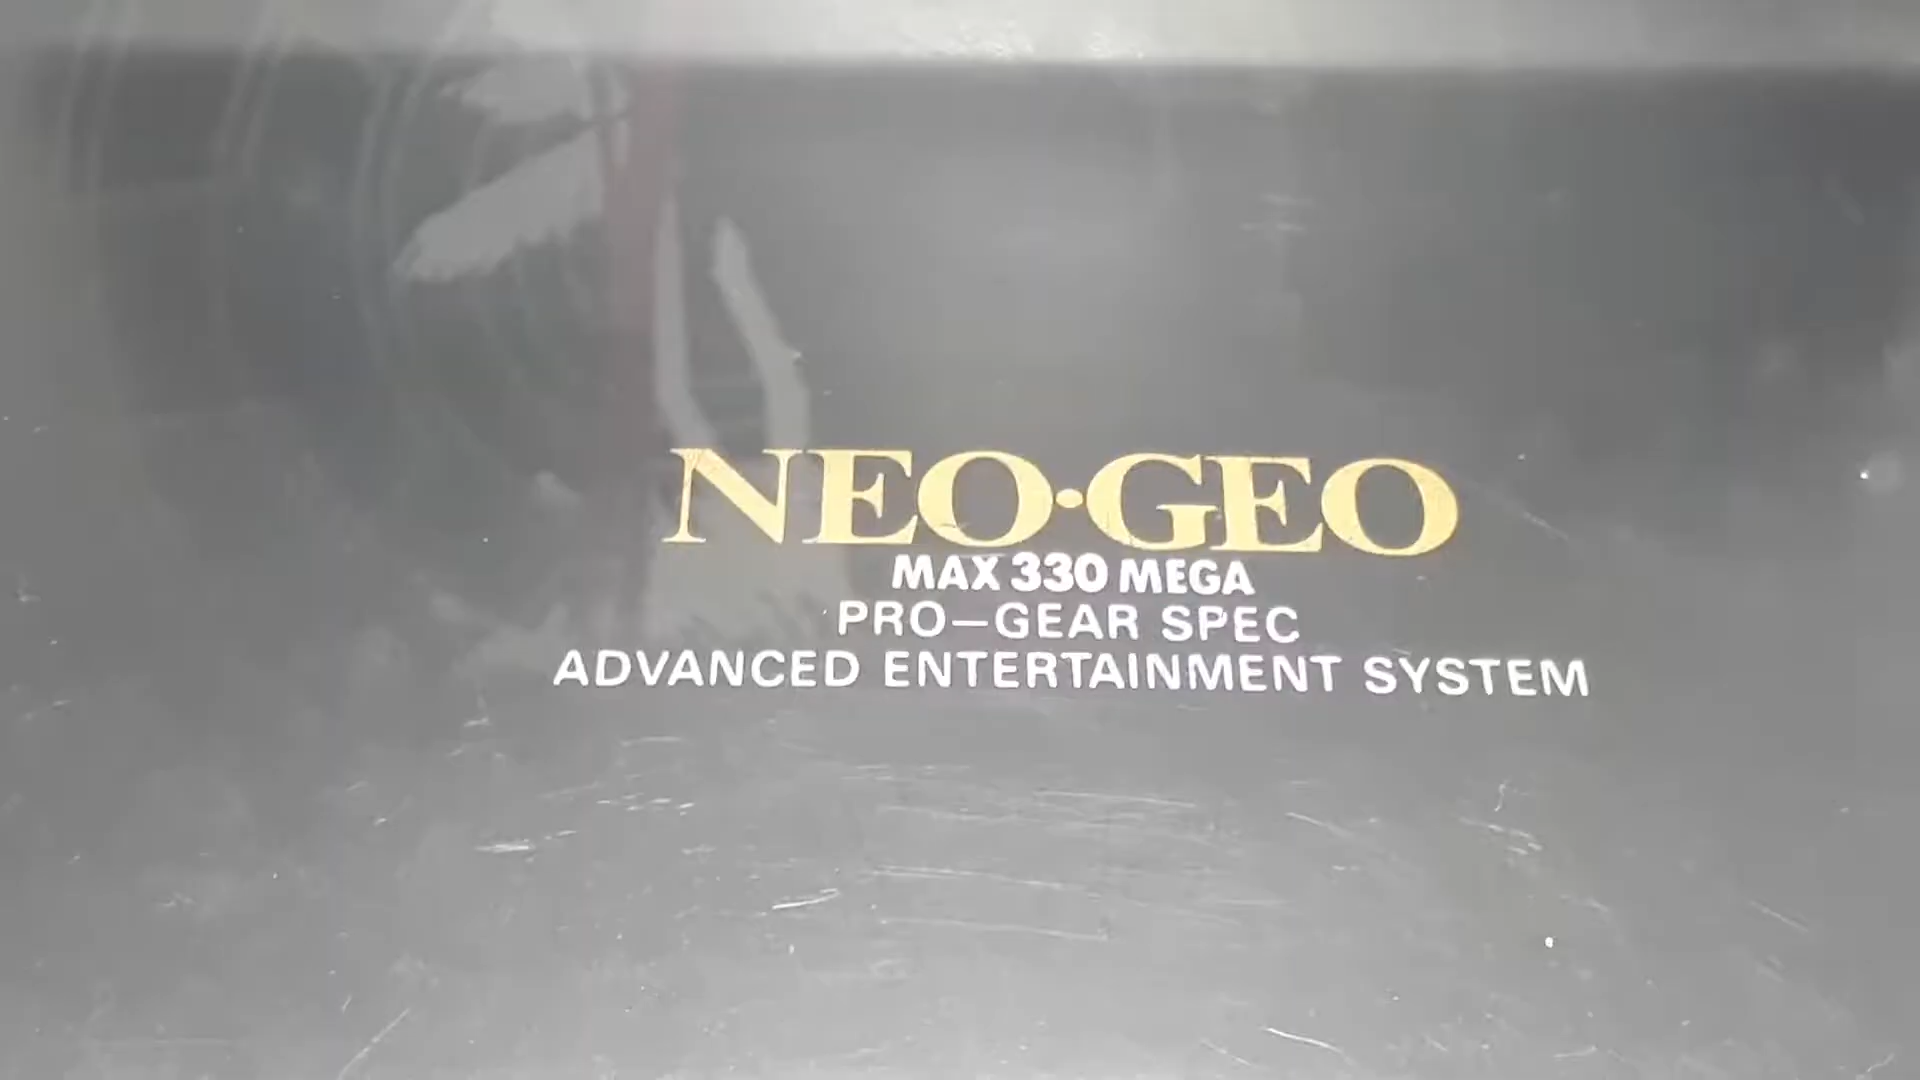 NEO·GEO
MAX 330 MEGA
PRO—GEAR SPEC
ADVANCED ENTERTAINMENT SYSTEM